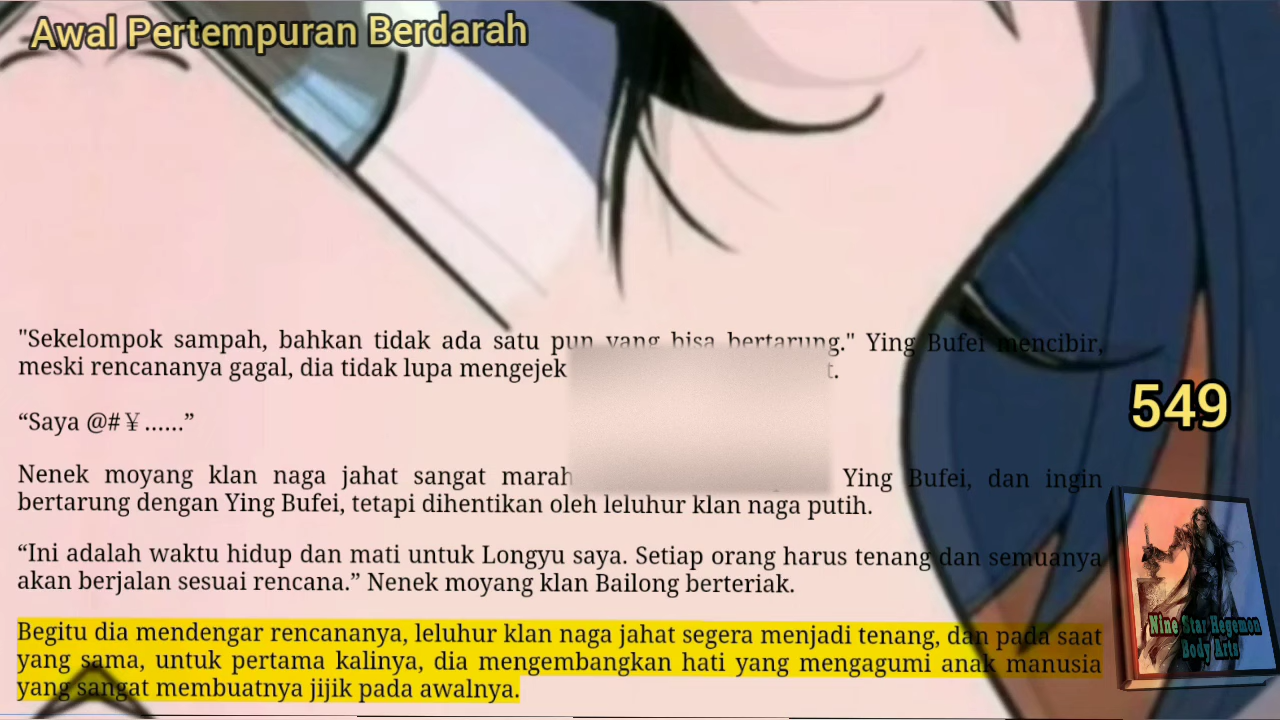 Awal Pertempuran Berdarah
"Sekelompok sampah, bahkan tidak ada satu pun yang bisa bertarung." Ying Bufei mencibir,
meski rencananya gagal, dia tidak lupa mengejek
“Saya @#￥……”
Nenek moyang klan naga jahat sangat marah Ying Bufei, dan ingin
bertarung dengan Ying Bufei, tetapi dihentikan oleh leluhur klan naga putih.
549
“Ini adalah waktu hidup dan mati untuk Longyu saya. Setiap orang harus tenang dan semuanya
akan berjalan sesuai rencana.” Nenek moyang klan Bailong berteriak.
Begitu dia mendengar rencananya, leluhur klan naga jahat segera menjadi tenang, dan pada saat
yang sama, untuk pertama kalinya, dia mengembangkan hati yang mengagumi anak manusia
yang sangat membuatnya jijik pada awalnya.
Nine Star Hegemon
Body Arts